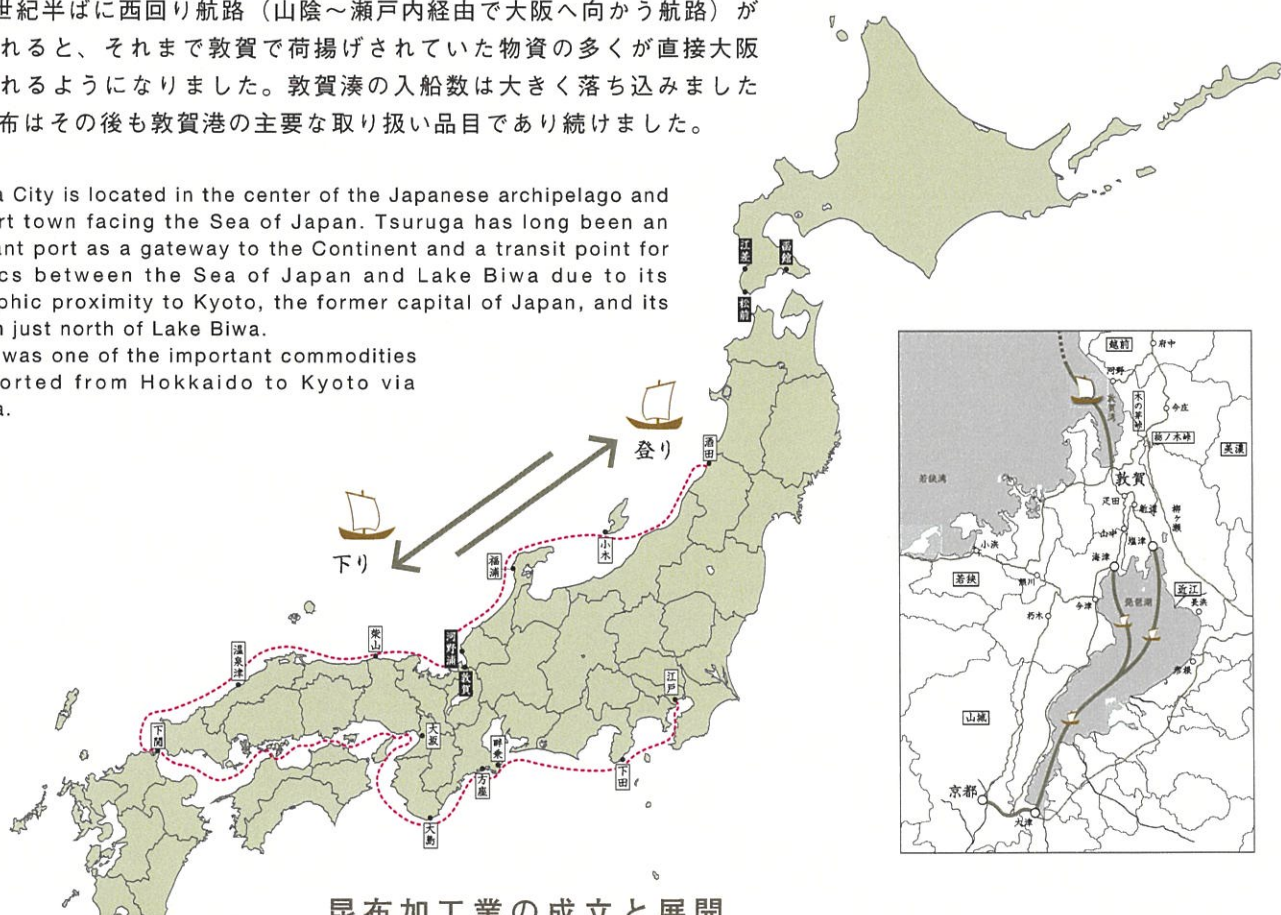 世紀半ばに西回り航路（山陰～瀬戸内経由で大阪へ向かう航路）が
れると、それまで敦賀で荷揚げされていた物資の多くが直接大阪
れるようになりました。敦賀湊の入船数は大きく落ち込みました
布はその後も敦賀港の主要な取り扱い品目であり続けました。
a City is located in the center of the Japanese archipelago and
rt town facing the Sea of Japan. Tsuruga has long been an
ant port as a gateway to the Continent and a transit point for
cs between the Sea of Japan and Lake Biwa due to its
phic proximity to Kyoto, the former capital of Japan, and its
n just north of Lake Biwa.
was one of the important commodities
ported from Hokkaido to Kyoto via
a.
江差
函館
松前
登り
下り
酒田
小木
福浦
河野浦
敦賀
柴山
温泉津
下関
大坂
大島
方座
畔乗
下田
江戸
越前
府中
河野
敦賀湾
木の芽峠
今庄
栃ノ木峠
美濃
若狭湾
敦賀
疋田
柳ヶ瀬
山中
塩津
海津
小浜
若狭
熊川
今津
朽木
琵琶湖
近江
長浜
彦根
山城
京都
大津
昆布加工業の成立と展開